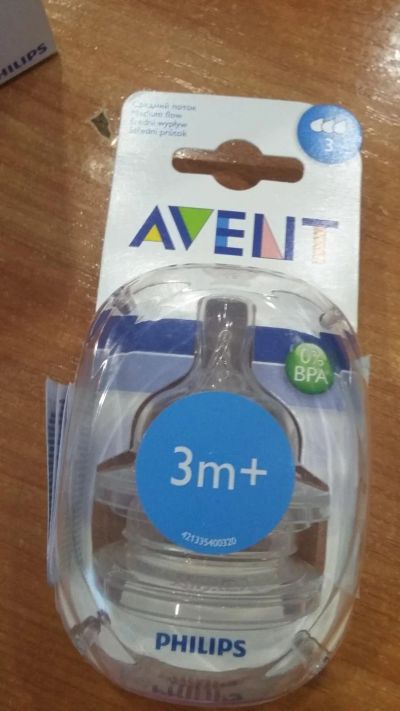 PHILIPS
Средний поток
Medium flow
Średni wypływ
Střední průtok
3
AVENT
0%
BPA
3m+
421335400320
PHILIPS